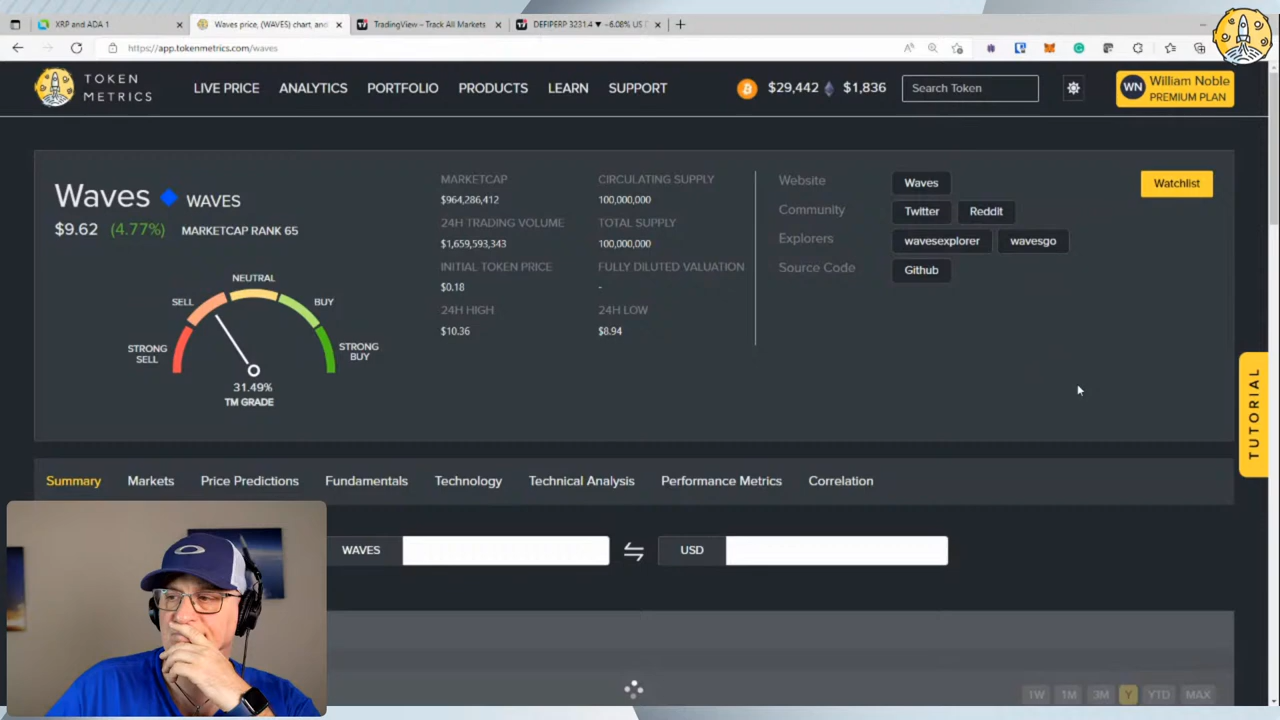 XRP and ADA 1
Waves price, (WAVES) chart, and
TradingView – Track All Markets
DEFIPERP 3231.4 ▼ −6.08% US
https://app.tokenmetrics.com/waves
TOKEN METRICS
LIVE PRICE
ANALYTICS
PORTFOLIO
PRODUCTS
LEARN
SUPPORT
$29,442
$1,836
Search Token
WN
William Noble
PREMIUM PLAN
Waves WAVES
$9.62 (4.77%) MARKETCAP RANK 65
STRONG SELL
SELL
NEUTRAL
BUY
STRONG BUY
31.49%
TM GRADE
MARKETCAP
$964,286,412
24H TRADING VOLUME
$1,659,593,343
INITIAL TOKEN PRICE
$0.18
24H HIGH
$10.36
CIRCULATING SUPPLY
100,000,000
TOTAL SUPPLY
100,000,000
FULLY DILUTED VALUATION
-
24H LOW
$8.94
Website Waves
Community Twitter Reddit
Explorers wavesexplorer wavesgo
Source Code Github
Watchlist
TUTORIAL
Summary
Markets
Price Predictions
Fundamentals
Technology
Technical Analysis
Performance Metrics
Correlation
WAVES
USD
1W 1M 3M Y YTD MAX